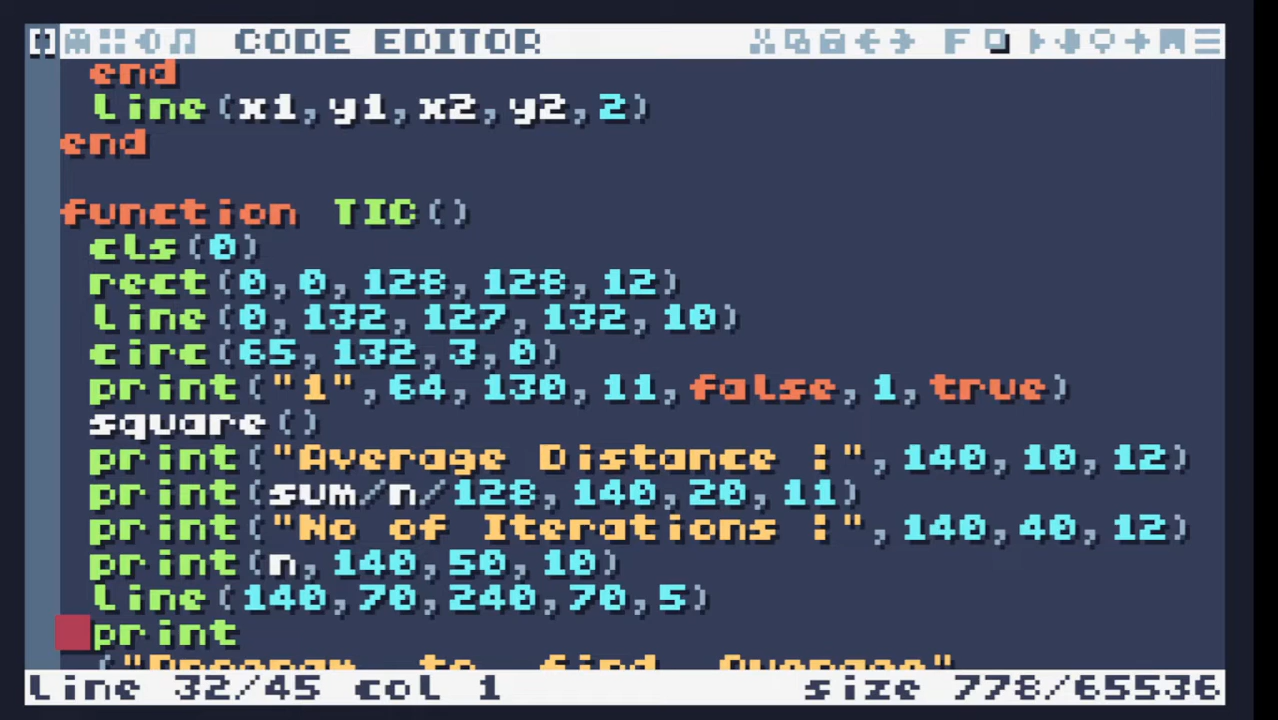 CODE EDITOR F
end
line(x1,y1,x2,y2,2)
end
function TIC()
cls(0)
rect(0,0,128,128,12)
line(0,132,127,132,10)
circ(65,132,3,0)
print("1",64,130,11,false,1,true)
square()
print("Average Distance :",140,10,12)
print(sum/n/128,140,20,11)
print("No of Iterations :",140,40,12)
print(n,140,50,10)
line(140,70,240,70,5)
print
("Program to find Average"
line 32/45 col 1 size 778/65536